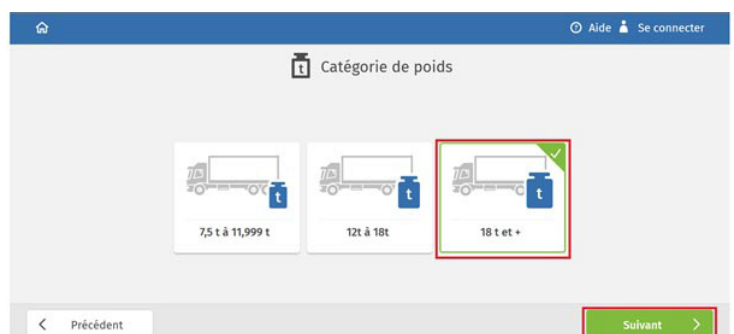 Aide Se connecter
t Catégorie de poids
t t t
7,5 t à 11,999 t 12t à 18t 18 t et +
Précédent Suivant